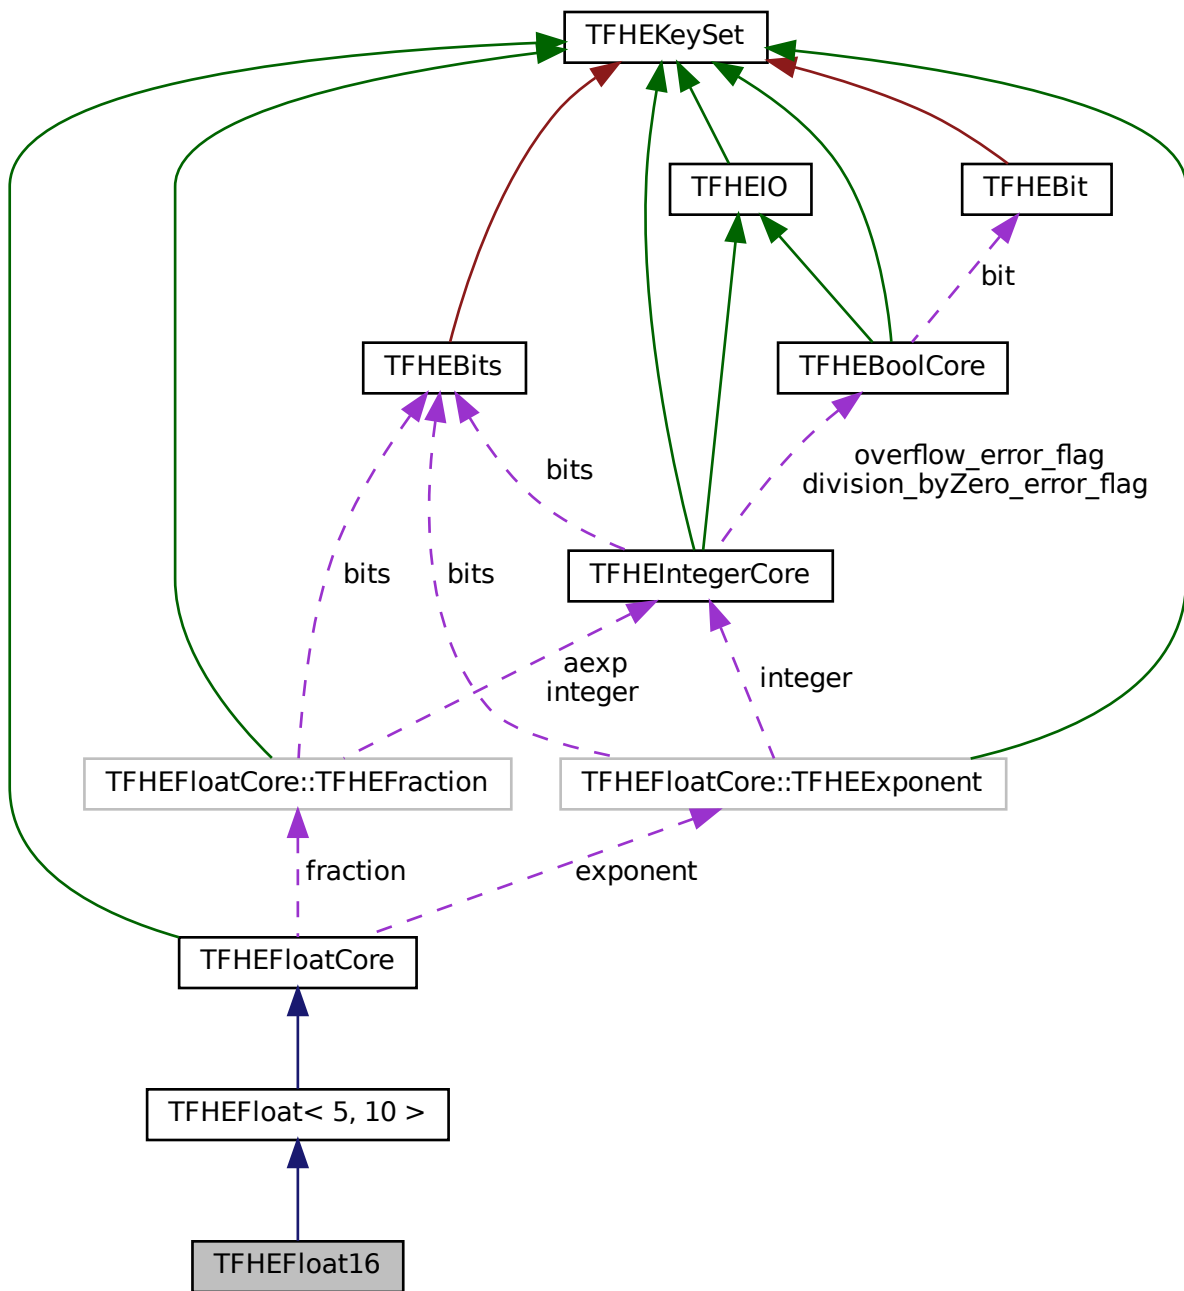 TFHEKeySet
TFHEIO
TFHEBit
bit
TFHEBits
TFHEBoolCore
overflow_error_flag
division_byZero_error_flag
bits
bits
bits
TFHEIntegerCore
aexp
integer
integer
TFHEFloatCore::TFHEFraction
TFHEFloatCore::TFHEExponent
fraction
exponent
TFHEFloatCore
TFHEFloat< 5, 10 >
TFHEFloat16